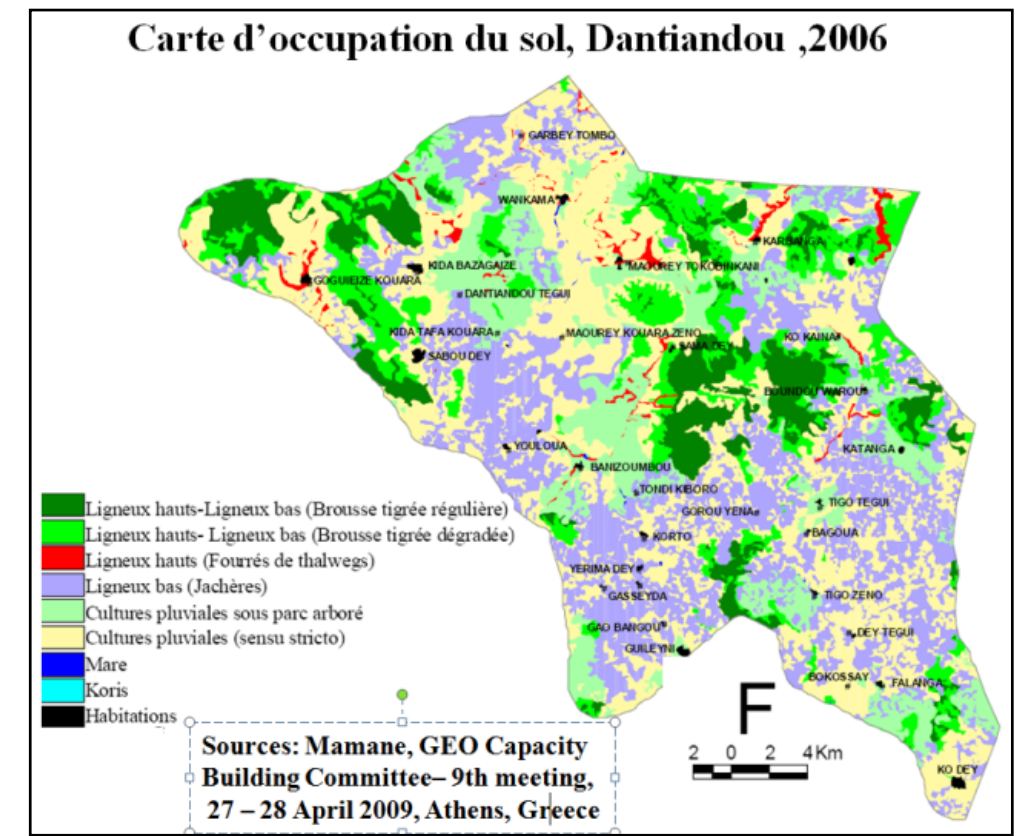 Carte d’occupation du sol, Dantiandou ,2006
GARBEY TOMBO
WANKAMA
KARBANGA
KIDA BAZAGAIZE
MAOUREY TOKOBINKANI
GOGUIEIZE KOUARA
DANTIANDOU TEGUI
KIDA TAFA KOUARA
MAOUREY KOUARA ZENO
KO KAINA
SAMA DEY
SABOU DEY
BOUNDOU WAROU
YOULOUA
KATANGA
BANIZOUMBOU
TONDI KIBORO
TIGO TEGUI
GOROU YENA
KORTO
BAGOUA
YERIMA DEY
GASSEYDA
TIGO ZENO
GAO BANGOU
DEY TEGUI
GUILEYNI
BOKOSSAY
FALANGA
KO DEY
Ligneux hauts-Ligneux bas (Brousse tigrée régulière)
Ligneux hauts- Ligneux bas (Brousse tigrée dégradée)
Ligneux hauts (Fourrés de thalwegs)
Ligneux bas (Jachères)
Cultures pluviales sous parc arboré
Cultures pluviales (sensu stricto)
Mare
Koris
Habitations
F
2 0 2 4 Km
Sources: Mamane, GEO Capacity
Building Committee– 9th meeting,
27 – 28 April 2009, Athens, Greece